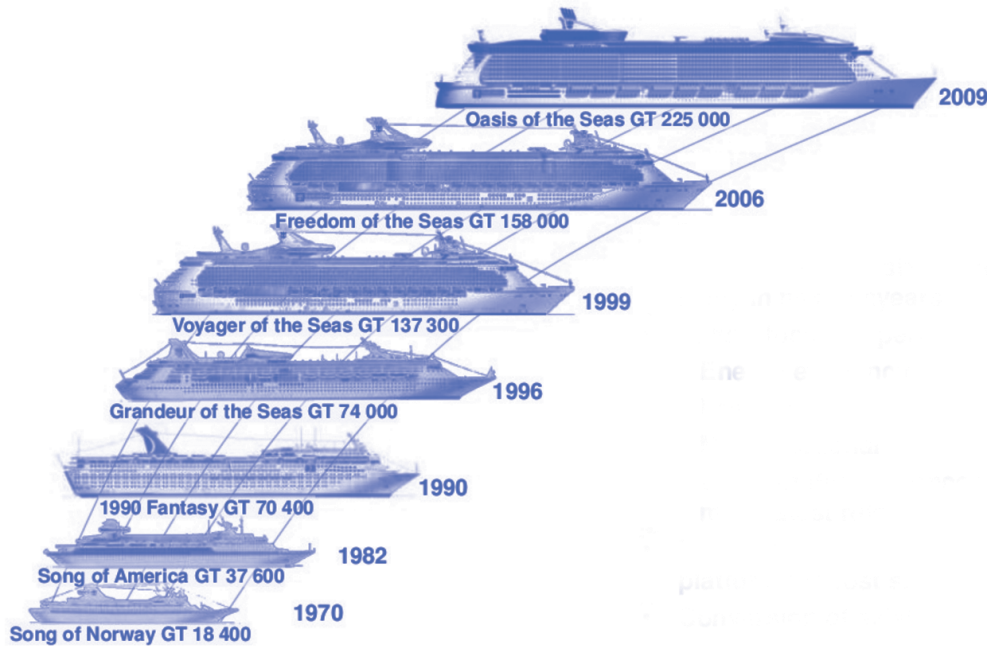 2009
Oasis of the Seas GT 225 000
2006
Freedom of the Seas GT 158 000
1999
Voyager of the Seas GT 137 300
1996
Grandeur of the Seas GT 74 000
1990
1990 Fantasy GT 70 400
1982
Song of America GT 37 600
1970
Song of Norway GT 18 400